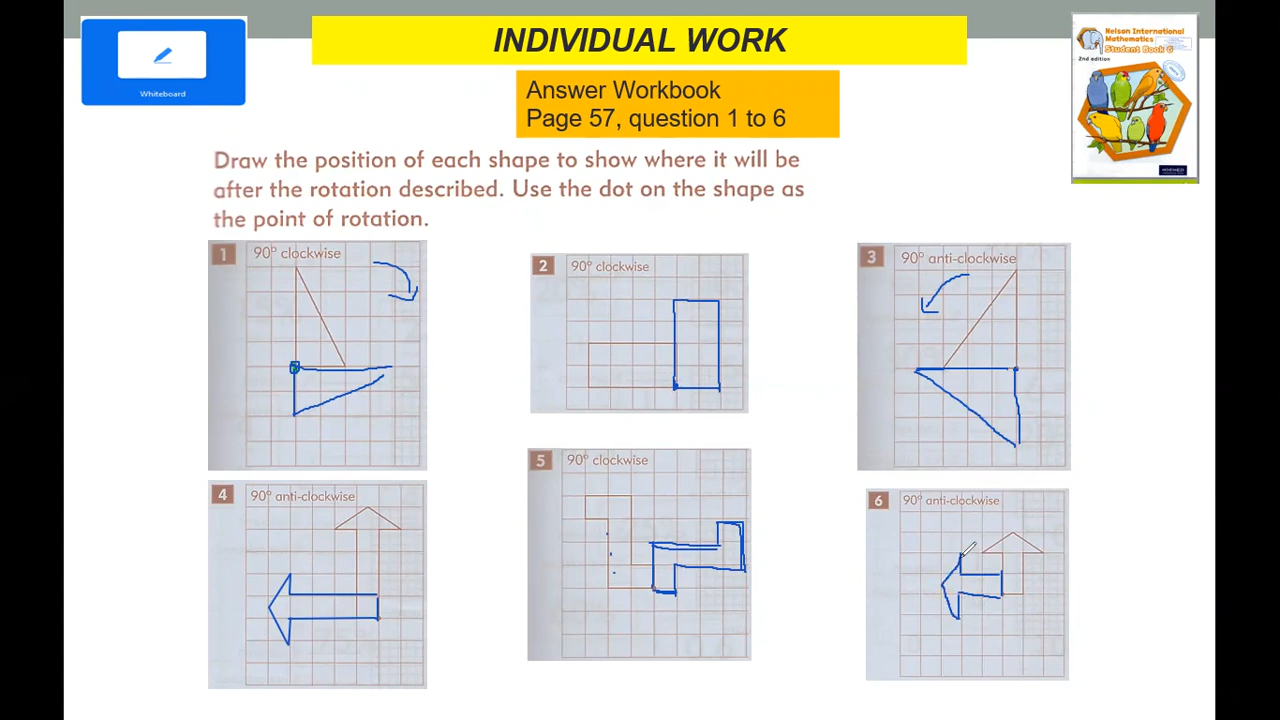 Whiteboard
INDIVIDUAL WORK
Answer Workbook
Page 57, question 1 to 6
Nelson International
Mathematics
Student Book 6
2nd edition
Draw the position of each shape to show where it will be
after the rotation described. Use the dot on the shape as
the point of rotation.
1 90° clockwise
2 90° clockwise
3 90° anti-clockwise
4 90° anti-clockwise
5 90° clockwise
6 90° anti-clockwise